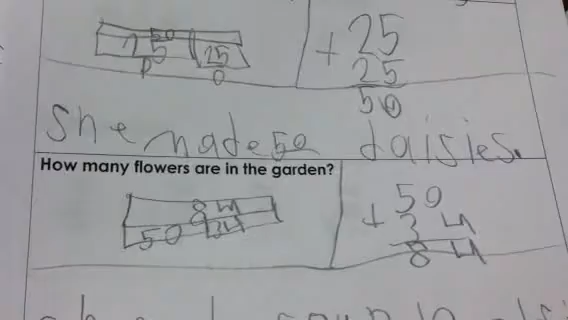 50
25 25 + 25
P O 25
50
She made 50 daisies.
How many flowers are in the garden?
84 50
50 34 + 34
84